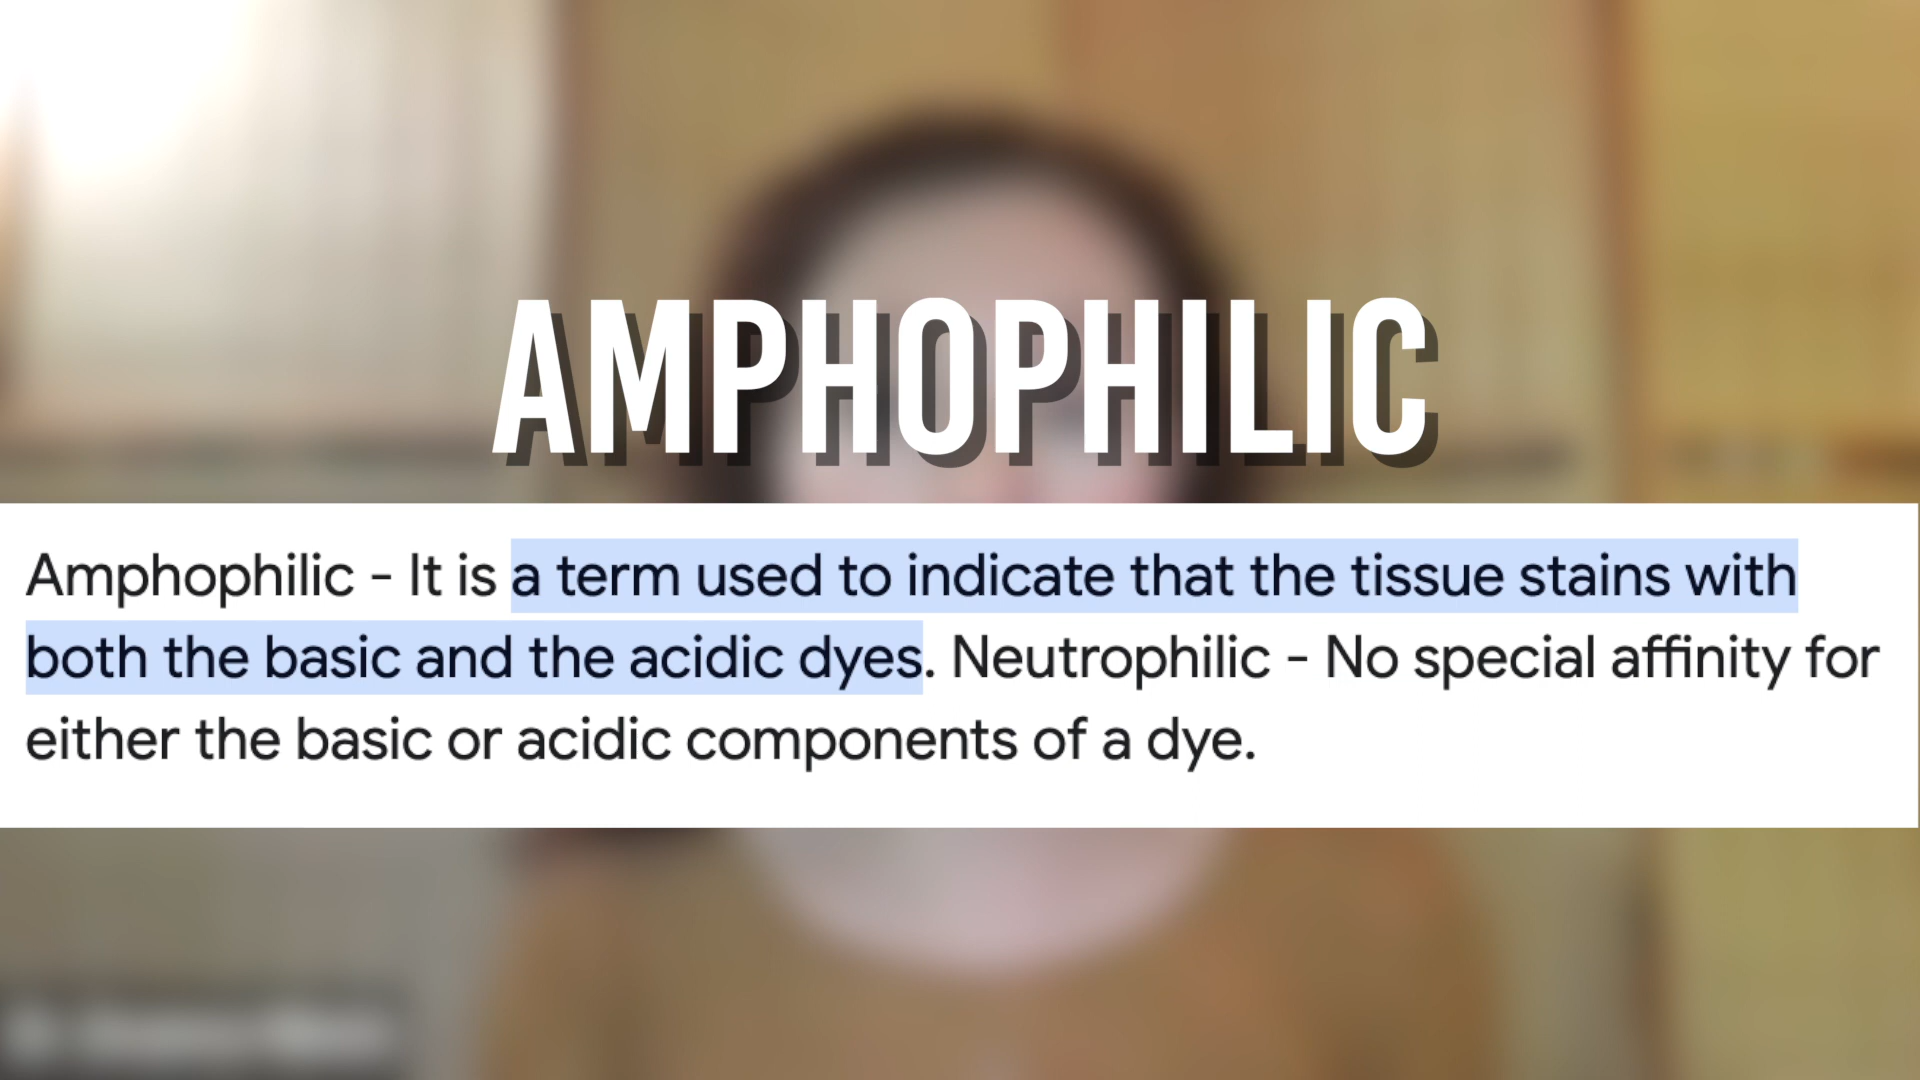 AMPHOPHILIC
Amphophilic - It is a term used to indicate that the tissue stains with
both the basic and the acidic dyes. Neutrophilic - No special affinity for
either the basic or acidic components of a dye.